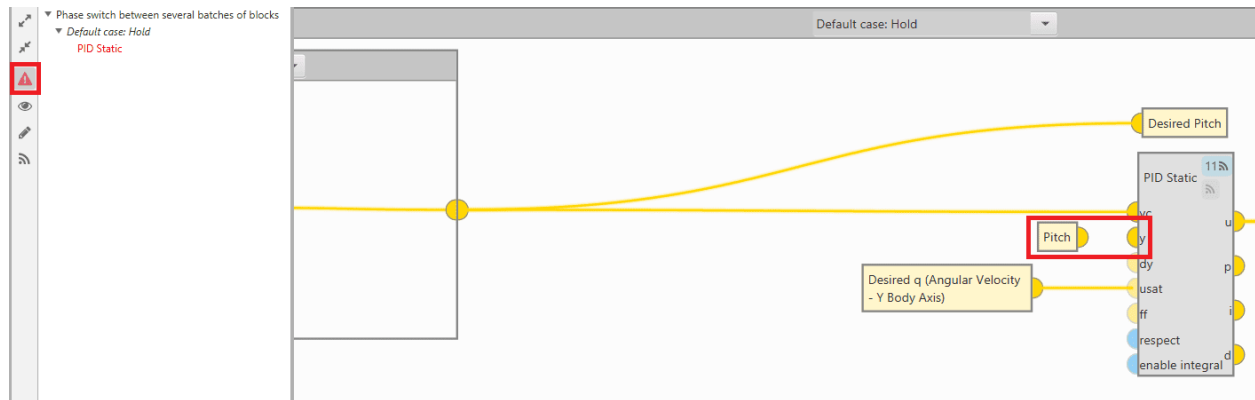 Phase switch between several batches of blocks
Default case: Hold
PID Static
Default case: Hold
Desired Pitch
11
PID Static
yc
u
Pitch
y
dy
p
Desired q (Angular Velocity
- Y Body Axis)
usat
ff
i
respect
d
enable integral